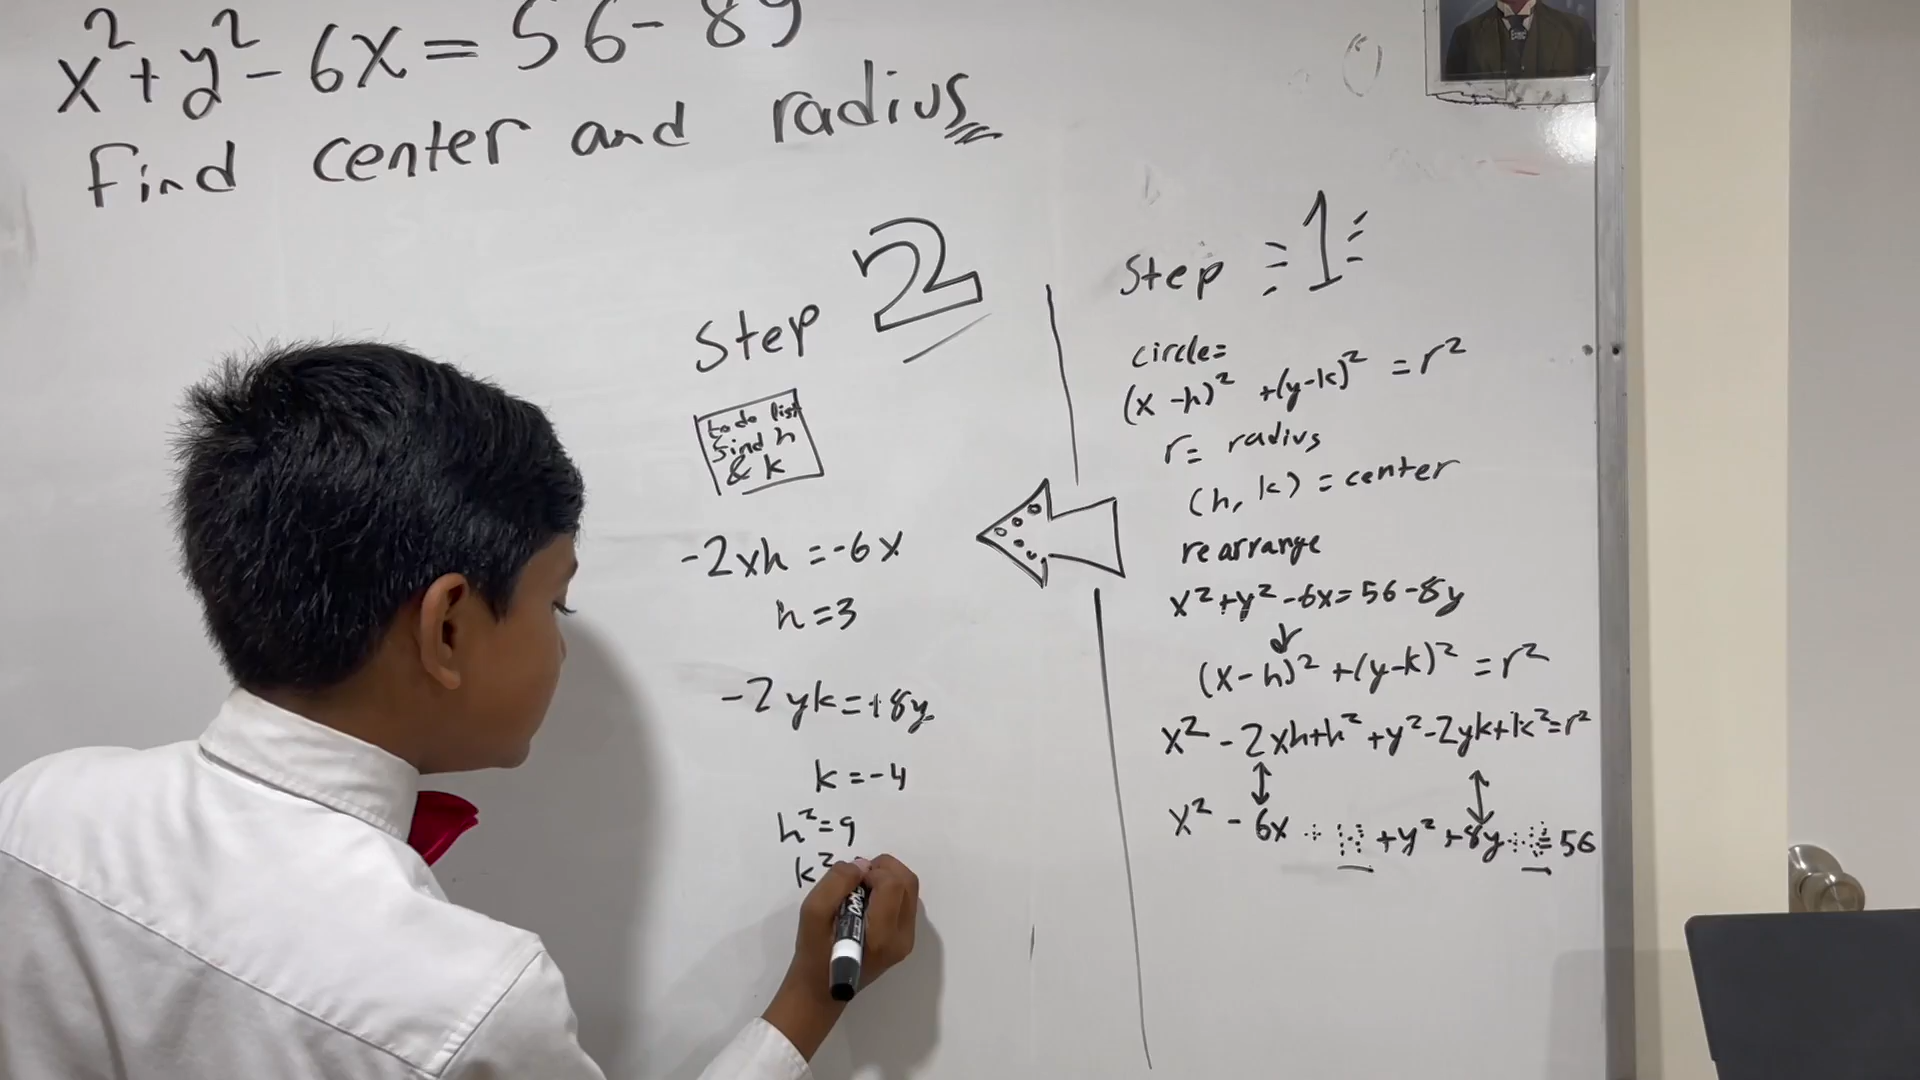 x² + y² - 6x = 56 - 8y
Find center and radius
Step 2
to do list
find h
& k
-2xh = -6x
h = 3
-2yk = +8y
k = -4
h² = 9
k²
Step 1
circle=
(x - h)² + (y-k)² = r²
r = radius
(h, k) = center
rearrange
x² + y² - 6x = 56 - 8y
(x-h)² + (y-k)² = r²
x² - 2xh + h² + y² - 2yk + k² = r²
x² - 6x + + y² + 8y + = 56